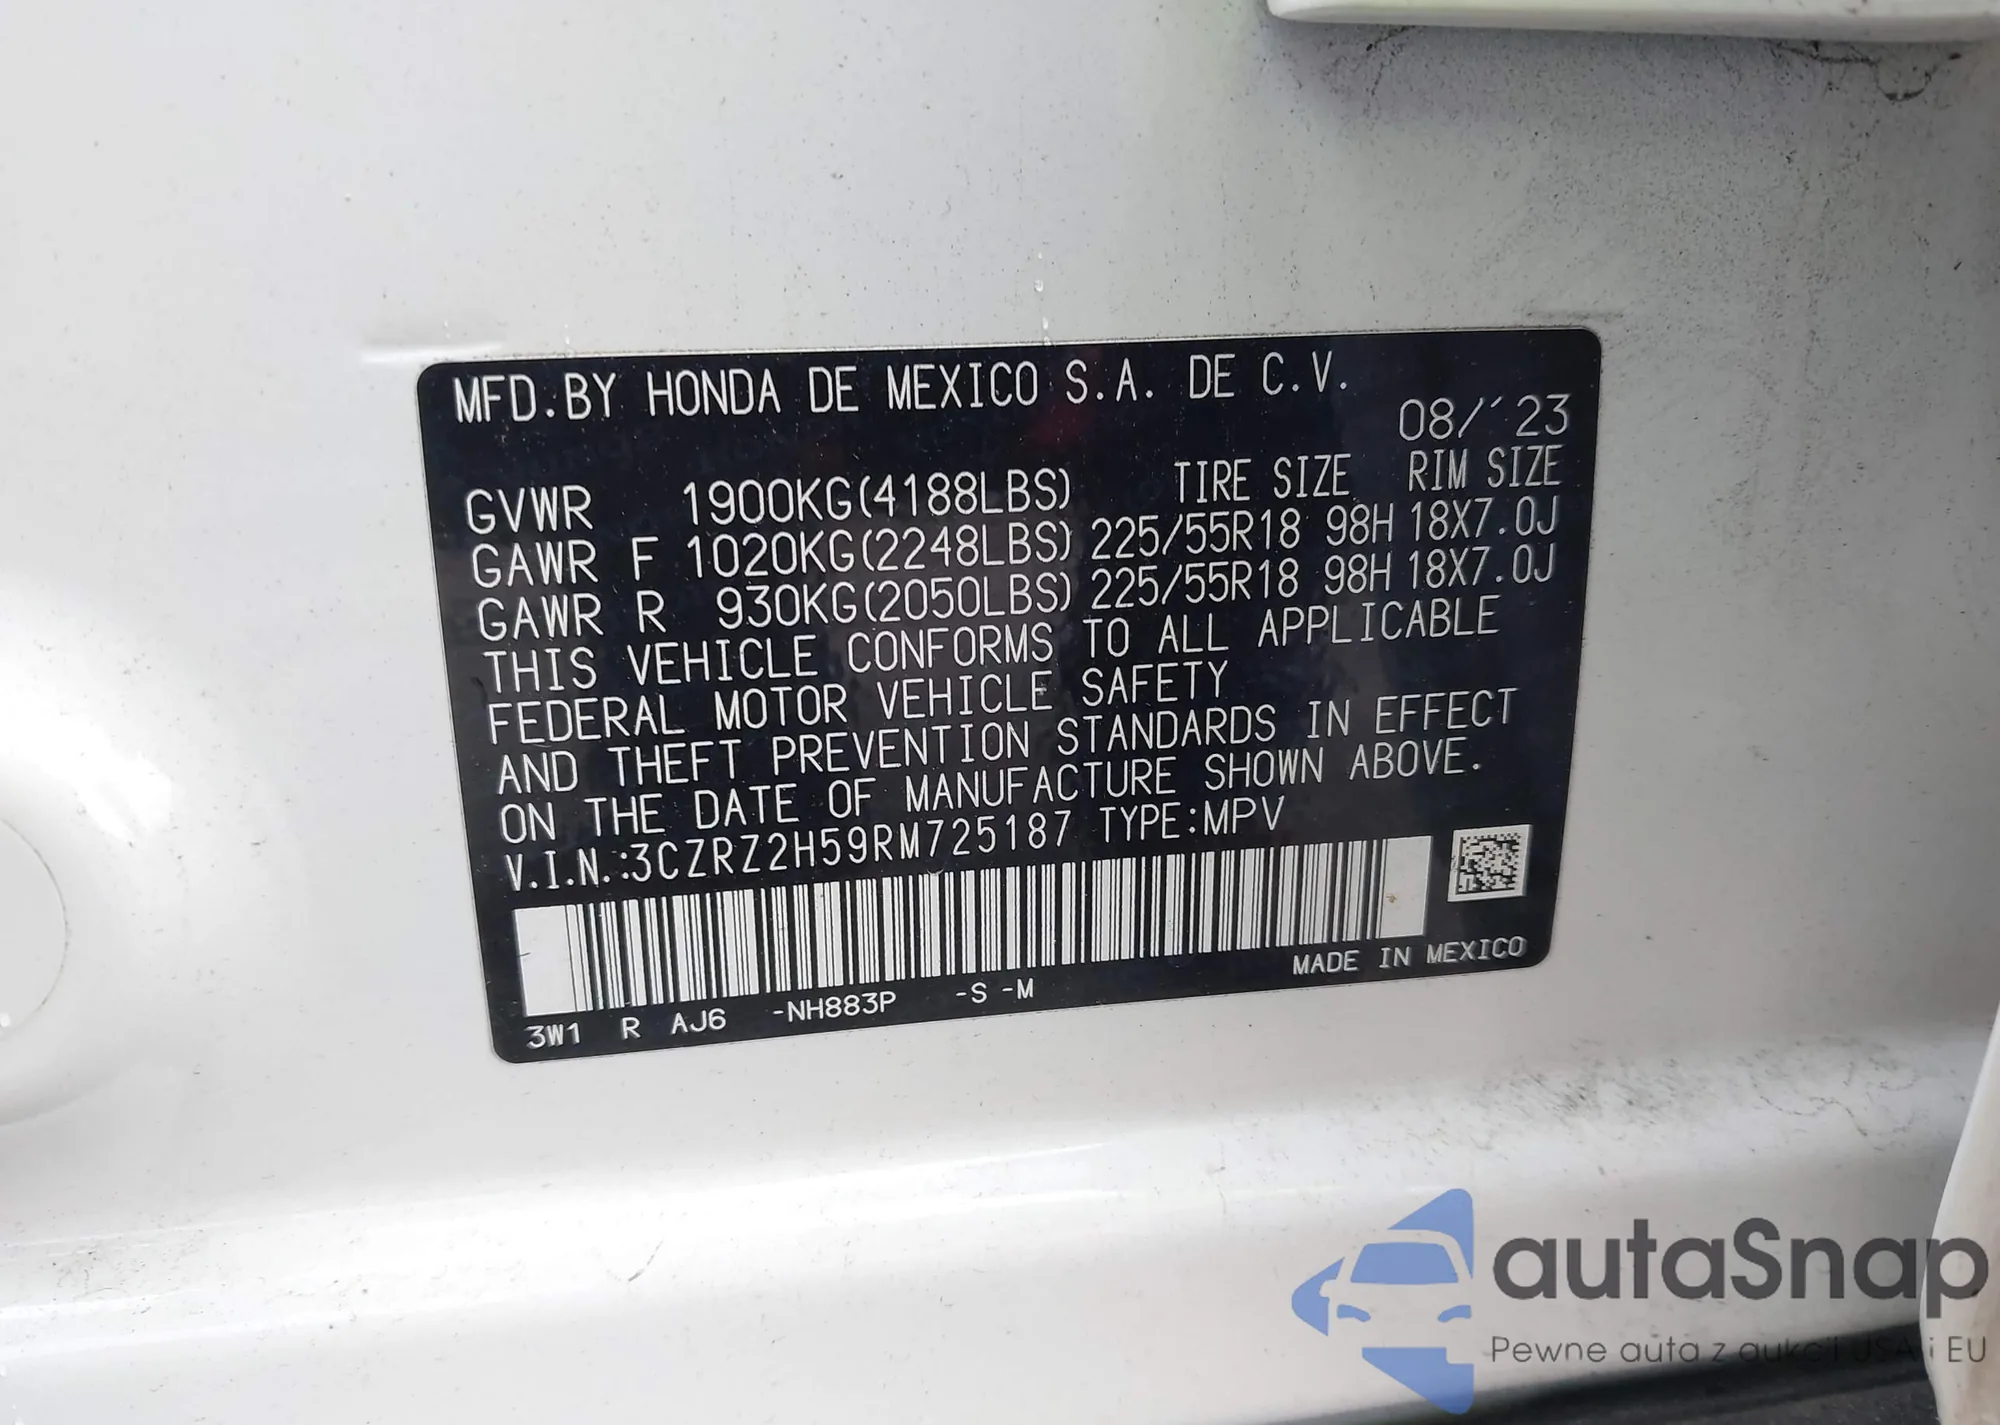 MFD.BY HONDA DE MEXICO S.A. DE C.V.
08/'23
TIRE SIZE RIM SIZE
GVWR 1900KG(4188LBS)
GAWR F 1020KG(2248LBS) 225/55R18 98H 18X7.0J
GAWR R 930KG(2050LBS) 225/55R18 98H 18X7.0J
THIS VEHICLE CONFORMS TO ALL APPLICABLE
FEDERAL MOTOR VEHICLE SAFETY
AND THEFT PREVENTION STANDARDS IN EFFECT
ON THE DATE OF MANUFACTURE SHOWN ABOVE.
V.I.N.:3CZRZ2H59RM725187 TYPE:MPV
MADE IN MEXICO
3W1 R AJ6 -NH883P -S -M
autaSnap
Pewne auta z aukcji USA i EU